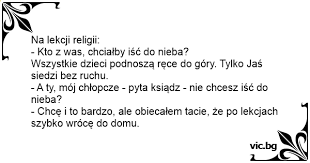 Na lekcji religii:
- Kto z was, chciałby iść do nieba?
Wszystkie dzieci podnoszą ręce do góry. Tylko Jaś
siedzi bez ruchu.
- A ty, mój chłopcze - pyta ksiądz - nie chcesz iść do
nieba?
- Chcę i to bardzo, ale obiecałem tacie, że po lekcjach
szybko wrócę do domu.
vic.bg